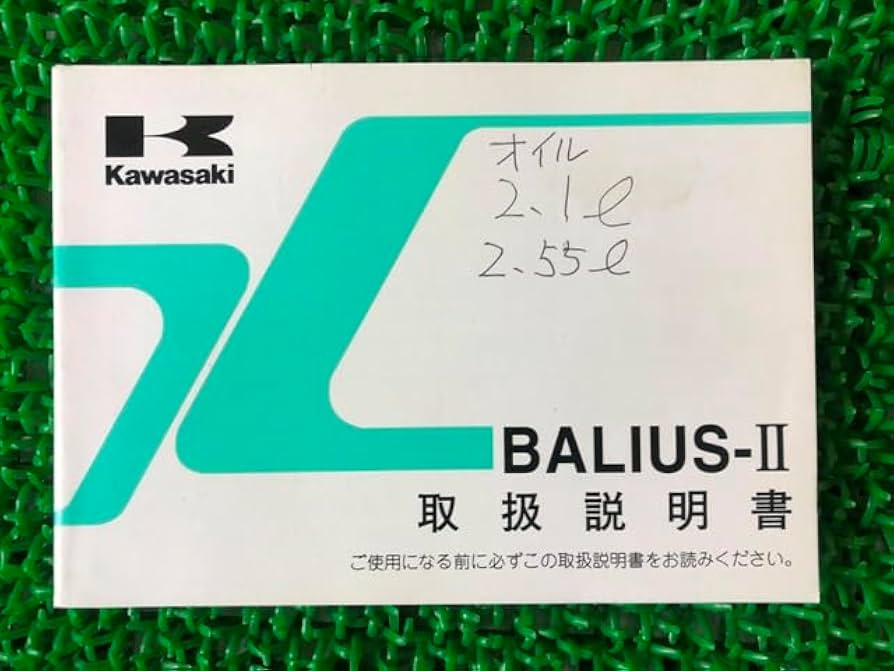 Kawasaki
オイル
2、1ℓ
2、55ℓ
BALIUS-II
取扱説明書
ご使用になる前に必ずこの取扱説明書をお読みください。